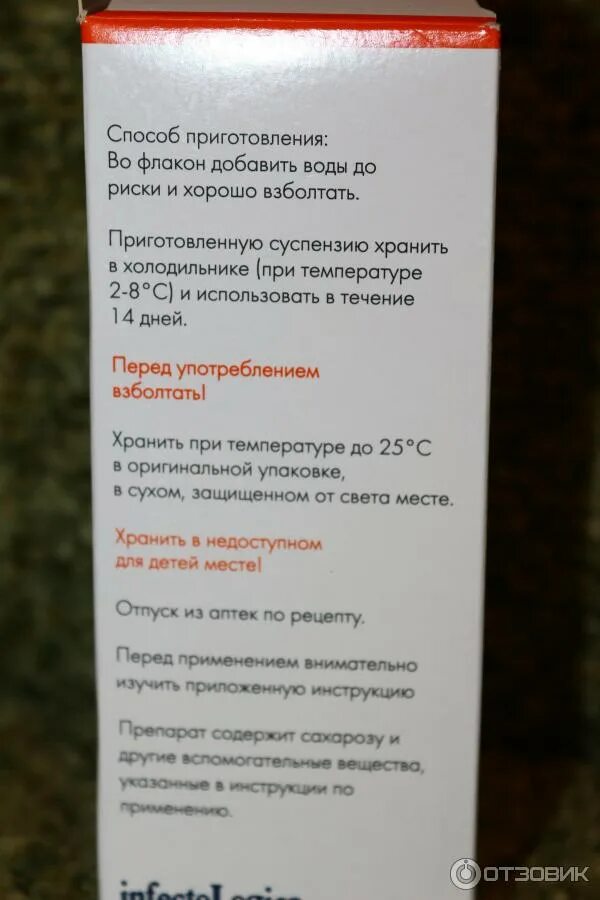 Способ приготовления:
Во флакон добавить воды до
риски и хорошо взболтать.
Приготовленную суспензию хранить
в холодильнике (при температуре
2-8°С) и использовать в течение
14 дней.
Перед употреблением
взболтать!
Хранить при температуре до 25°С
в оригинальной упаковке,
в сухом, защищенном от света месте.
Хранить в недоступном
для детей месте!
Отпуск из аптек по рецепту.
Перед применением внимательно
изучить приложенную инструкцию
Препарат содержит сахарозу и
другие вспомогательные вещества,
указанные в инструкции по
применению.
ОТЗОВИК